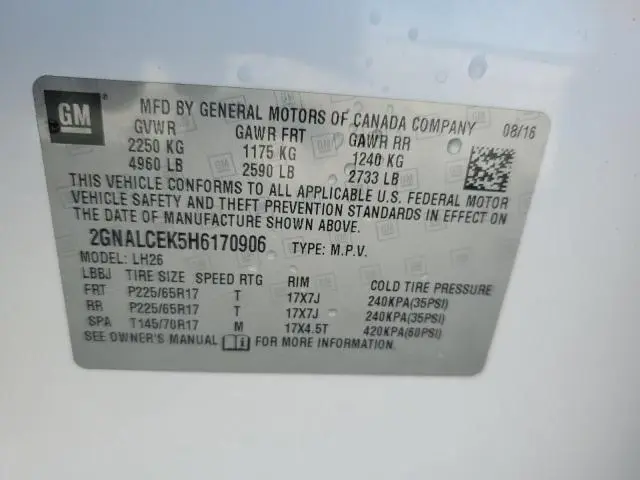 GM
MFD BY GENERAL MOTORS OF CANADA COMPANY 08/16
GVWR GAWR FRT GAWR RR
2250 KG 1175 KG 1240 KG
4960 LB 2590 LB 2733 LB
THIS VEHICLE CONFORMS TO ALL APPLICABLE U.S. FEDERAL MOTOR
VEHICLE SAFETY AND THEFT PREVENTION STANDARDS IN EFFECT ON
THE DATE OF MANUFACTURE SHOWN ABOVE.
2GNALCEK5H6170906 TYPE: M.P.V.
MODEL: LH26
LBBJ TIRE SIZE SPEED RTG RIM COLD TIRE PRESSURE
FRT P225/65R17 T 17X7J 240KPA(35PSI)
RR P225/65R17 T 17X7J 240KPA(35PSI)
SPA T145/70R17 M 17X4.5T 420KPA(60PSI)
SEE OWNER'S MANUAL FOR MORE INFORMATION.